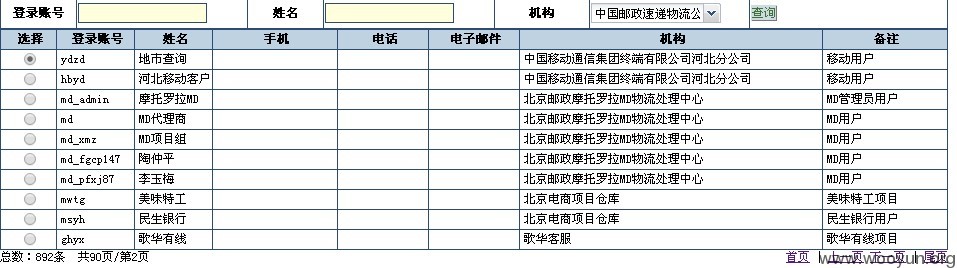 登录账号 姓名 机构 中国邮政速递物流公 查询
选择 登录账号 姓名 手机 电话 电子邮件 机构 备注
ydzd 地市查询 中国移动通信集团终端有限公司河北分公司 移动用户
hbyd 河北移动客户 中国移动通信集团终端有限公司河北分公司 移动用户
md_admin 摩托罗拉MD 北京邮政摩托罗拉MD物流处理中心 MD管理员用户
md MD代理商 北京邮政摩托罗拉MD物流处理中心 MD用户
md_xmz MD项目组 北京邮政摩托罗拉MD物流处理中心 MD用户
md_fgcp147 陶仲平 北京邮政摩托罗拉MD物流处理中心 MD用户
md_pfxj87 李玉梅 北京邮政摩托罗拉MD物流处理中心 MD用户
mwtg 美味特工 北京电商项目仓库 美味特工项目
msyh 民生银行 北京电商项目仓库 民生银行用户
ghyx 歌华有线 歌华客服 歌华有线项目
总数：892条 共90页/第2页 首页 | 上一页 下一页 | 尾页
www.wooyun.org